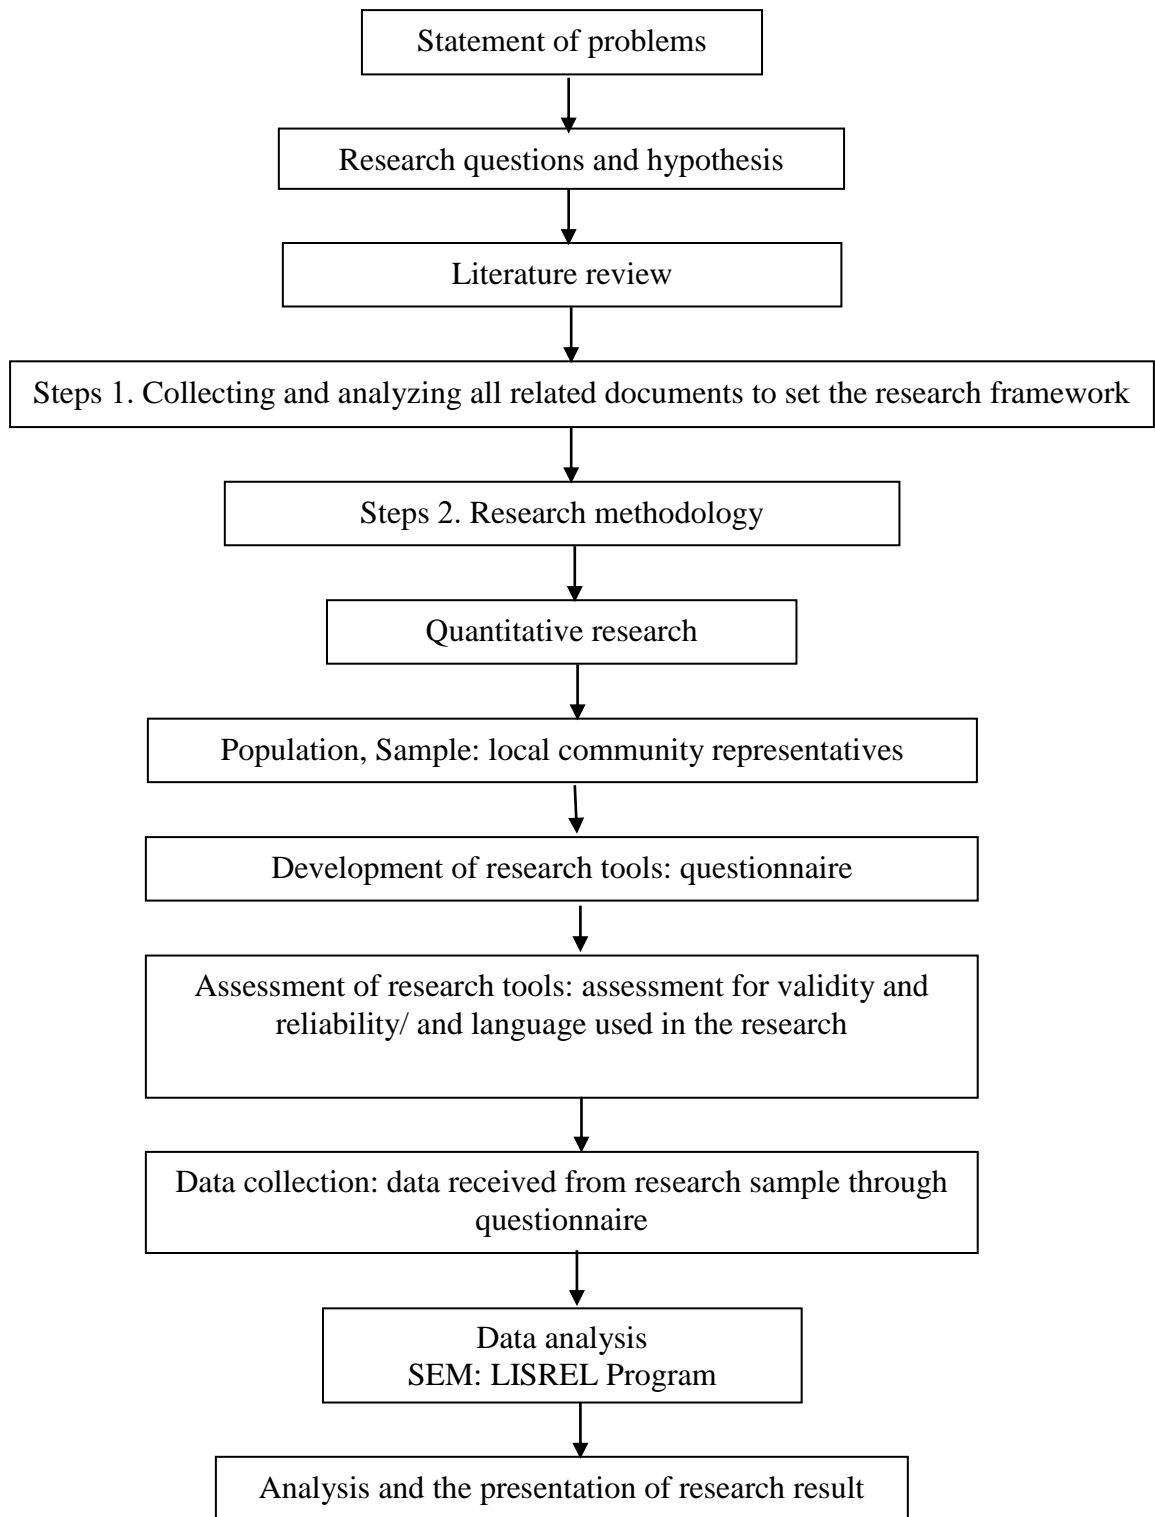 Statement of problems
Research questions and hypothesis
Literature review
Steps 1. Collecting and analyzing all related documents to set the research framework
Steps 2. Research methodology
Quantitative research
Population, Sample: local community representatives
Development of research tools: questionnaire
Assessment of research tools: assessment for validity and
reliability/ and language used in the research
Data collection: data received from research sample through
questionnaire
Data analysis
SEM: LISREL Program
Analysis and the presentation of research result